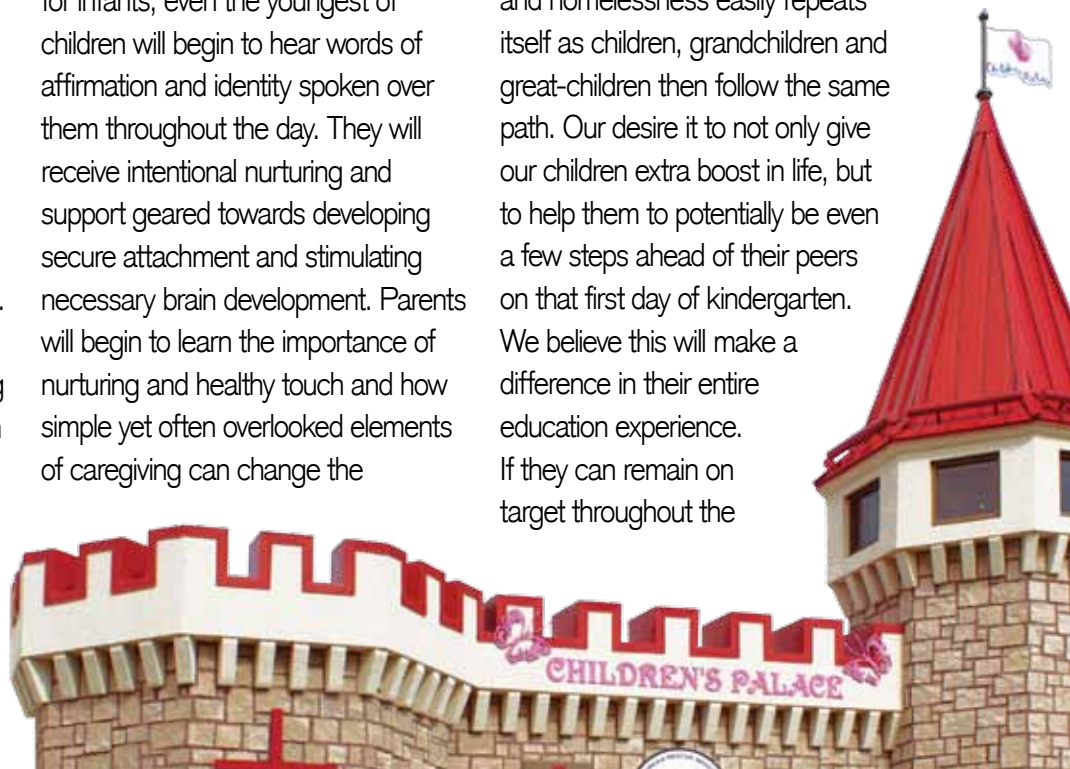 for infants, even the youngest of
children will begin to hear words of
affirmation and identity spoken over
them throughout the day. They will
receive intentional nurturing and
support geared towards developing
secure attachment and stimulating
necessary brain development. Parents
will begin to learn the importance of
nurturing and healthy touch and how
simple yet often overlooked elements
of caregiving can change the
and homelessness easily repeats
itself as children, grandchildren and
great-children then follow the same
path. Our desire it to not only give
our children extra boost in life, but
to help them to potentially be even
a few steps ahead of their peers
on that first day of kindergarten.
We believe this will make a
difference in their entire
education experience.
If they can remain on
target throughout the
CHILDREN'S PALACE